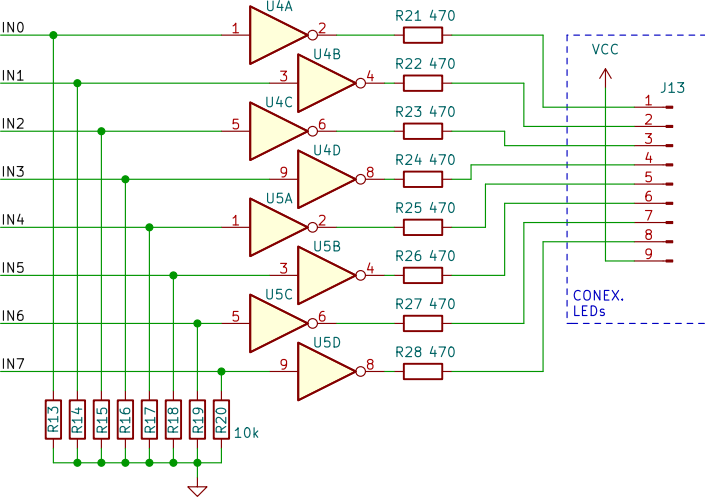 U4A
IN0 1 2 R21 470
U4B
VCC
IN1 3 4 R22 470
J13
U4C
1
IN2 5 6 R23 470
2
3
U4D
IN3 9 8 R24 470
4
U5A
5
IN4 1 2 R25 470
6
7
U5B
8
IN5 3 4 R26 470
9
U5C
CONEX.
LEDs
IN6 5 6 R27 470
U5D
IN7 9 8 R28 470
R13 R14 R15 R16 R17 R18 R19 R20 10k